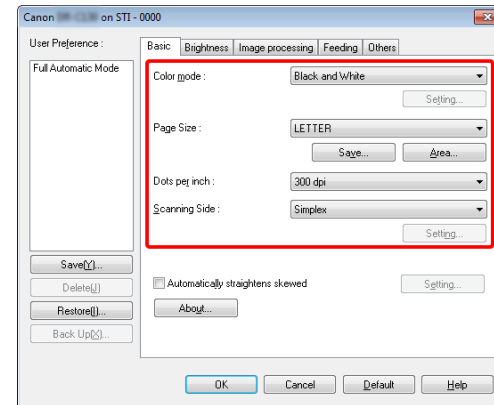 Canon on STI - 0000
User Preference :
Full Automatic Mode
Save(Y)...
Delete(J)
Restore(I)...
Back Up(X)...
Basic Brightness Image processing Feeding Others
Color mode : Black and White
Setting...
Page Size : LETTER
Save... Area...
Dots per inch : 300 dpi
Scanning Side : Simplex
Setting...
Automatically straightens skewed Setting...
About...
OK Cancel Default Help